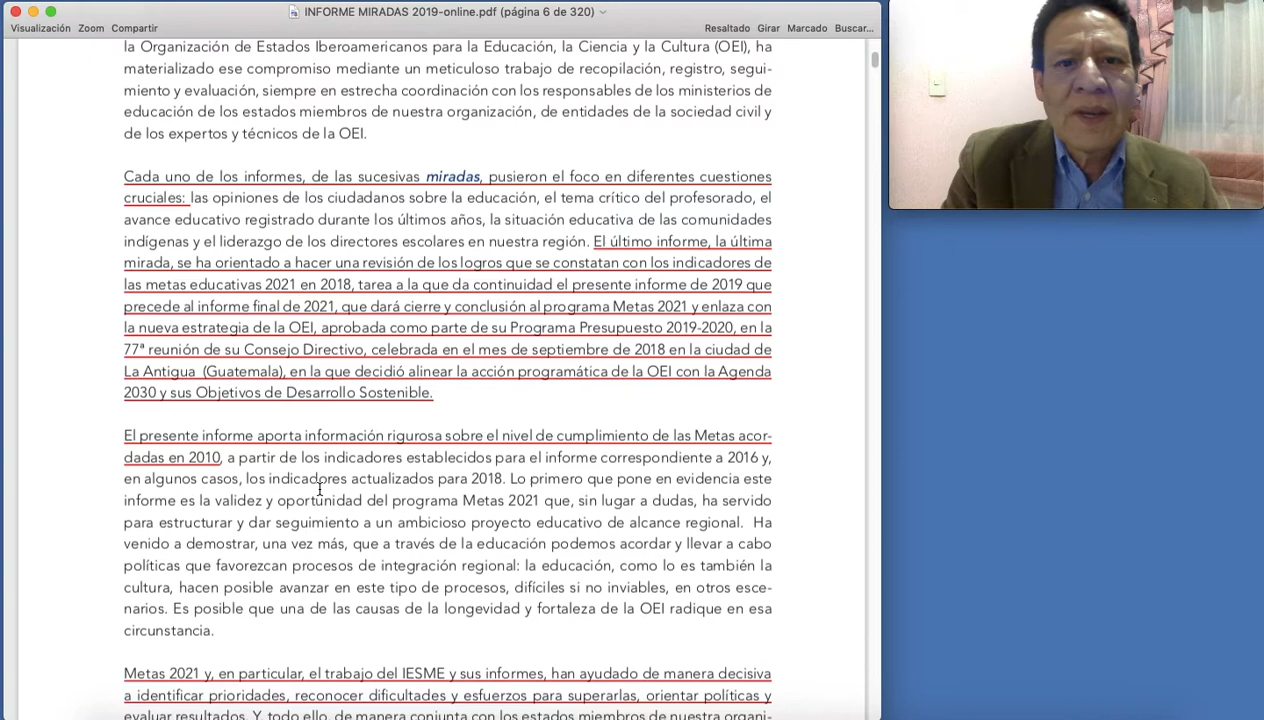 INFORME MIRADAS 2019-online.pdf (página 6 de 320)
Visualización Zoom Compartir Resaltado Girar Marcado Buscar...
la Organización de Estados Iberoamericanos para la Educación, la Ciencia y la Cultura (OEI), ha
materializado ese compromiso mediante un meticuloso trabajo de recopilación, registro, segui-
miento y evaluación, siempre en estrecha coordinación con los responsables de los ministerios de
educación de los estados miembros de nuestra organización, de entidades de la sociedad civil y
de los expertos y técnicos de la OEI.
Cada uno de los informes, de las sucesivas miradas, pusieron el foco en diferentes cuestiones
cruciales: las opiniones de los ciudadanos sobre la educación, el tema crítico del profesorado, el
avance educativo registrado durante los últimos años, la situación educativa de las comunidades
indígenas y el liderazgo de los directores escolares en nuestra región. El último informe, la última
mirada, se ha orientado a hacer una revisión de los logros que se constatan con los indicadores de
las metas educativas 2021 en 2018, tarea a la que da continuidad el presente informe de 2019 que
precede al informe final de 2021, que dará cierre y conclusión al programa Metas 2021 y enlaza con
la nueva estrategia de la OEI, aprobada como parte de su Programa Presupuesto 2019-2020, en la
77ª reunión de su Consejo Directivo, celebrada en el mes de septiembre de 2018 en la ciudad de
La Antigua (Guatemala), en la que decidió alinear la acción programática de la OEI con la Agenda
2030 y sus Objetivos de Desarrollo Sostenible.
El presente informe aporta información rigurosa sobre el nivel de cumplimiento de las Metas acor-
dadas en 2010, a partir de los indicadores establecidos para el informe correspondiente a 2016 y,
en algunos casos, los indicadores actualizados para 2018. Lo primero que pone en evidencia este
informe es la validez y oportunidad del programa Metas 2021 que, sin lugar a dudas, ha servido
para estructurar y dar seguimiento a un ambicioso proyecto educativo de alcance regional. Ha
venido a demostrar, una vez más, que a través de la educación podemos acordar y llevar a cabo
políticas que favorezcan procesos de integración regional: la educación, como lo es también la
cultura, hacen posible avanzar en este tipo de procesos, difíciles si no inviables, en otros esce-
narios. Es posible que una de las causas de la longevidad y fortaleza de la OEI radique en esa
circunstancia.
Metas 2021 y, en particular, el trabajo del IESME y sus informes, han ayudado de manera decisiva
a identificar prioridades, reconocer dificultades y esfuerzos para superarlas, orientar políticas y
evaluar resultados. Y, todo ello, de manera conjunta con los estados miembros de nuestra organi-